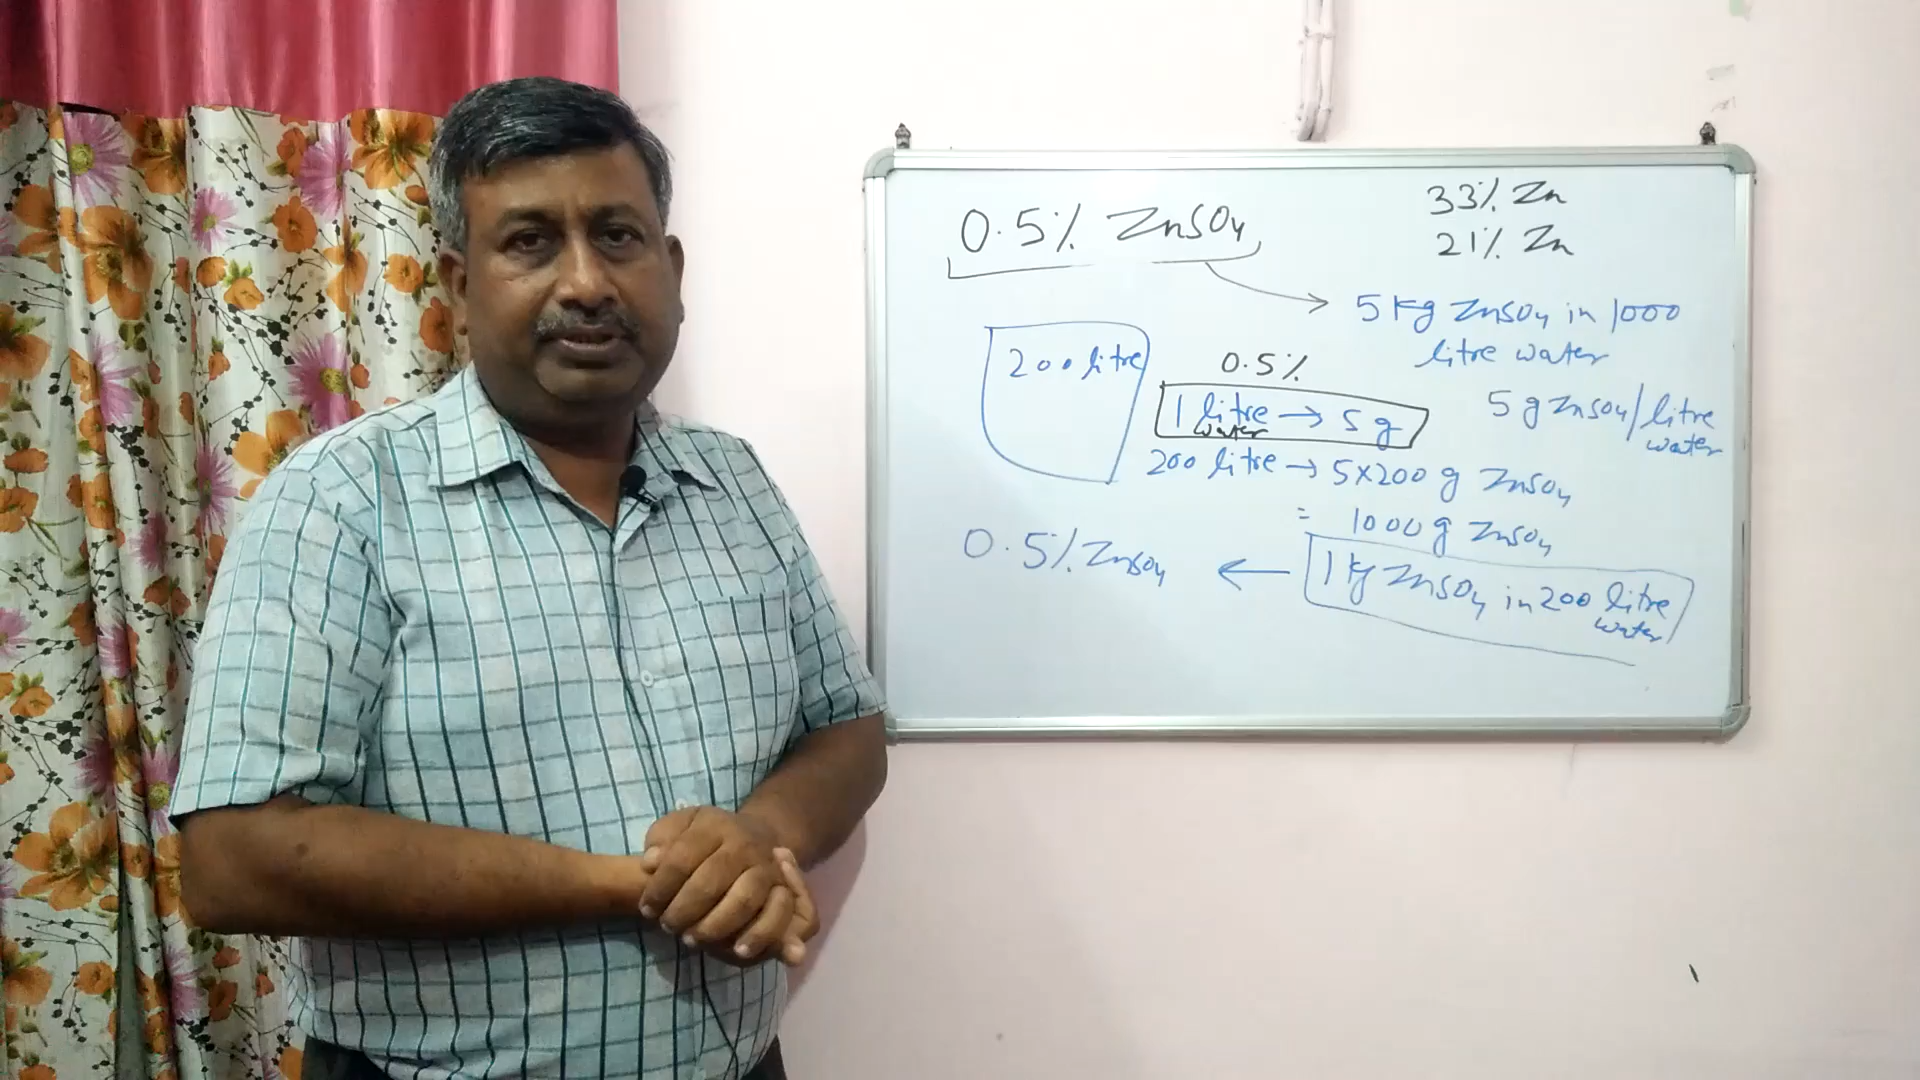 0.5% ZnSO4
33% Zn
21% Zn
5 Kg ZnSO4 in 1000
litre water
200 litre
0.5%
1 litre → 5 g
water
5 g ZnSO4/litre
water
200 litre → 5×200 g ZnSO4
= 1000 g ZnSO4
0.5% ZnSO4 ← 1 kg ZnSO4 in 200 litre
water